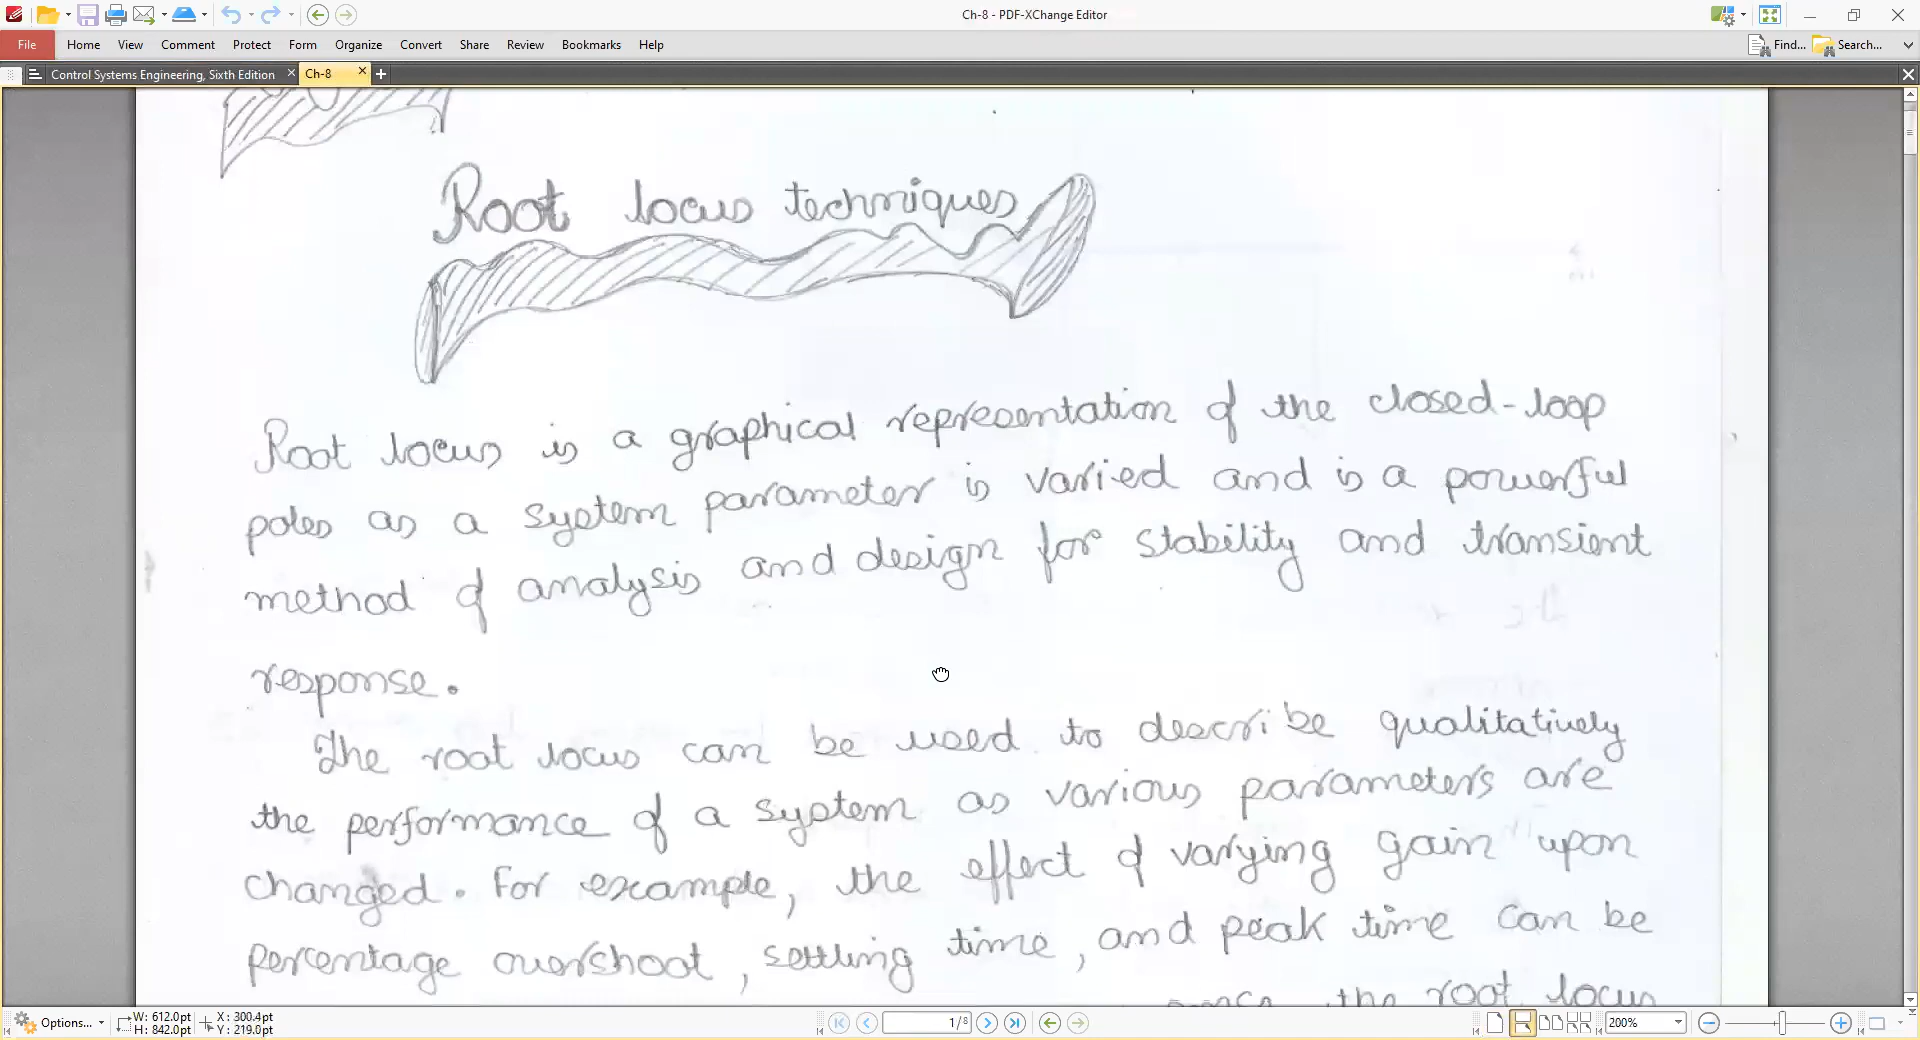 Ch-8 - PDF-XChange Editor
File Home View Comment Protect Form Organize Convert Share Review Bookmarks Help Find... Search...
Control Systems Engineering, Sixth Edition Ch-8
Root locus techniques
Root locus is a graphical representation of the closed-loop
poles as a system parameter is varied and is a powerful
method of analysis and design for stability and transient
response.
The root locus can be used to describe qualitatively
the performance of a system as various parameters are
changed. For example, the effect of varying gain upon
percentage overshoot, settling time, and peak time can be
the root locus
Options... W: 612.0pt H: 842.0pt X: 300.4pt Y: 219.0pt 1/8 200%